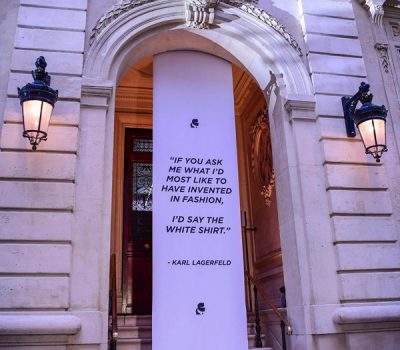 "IF YOU ASK
ME WHAT I'D
MOST LIKE TO
HAVE INVENTED
IN FASHION,
I'D SAY THE
WHITE SHIRT."
- KARL LAGERFELD